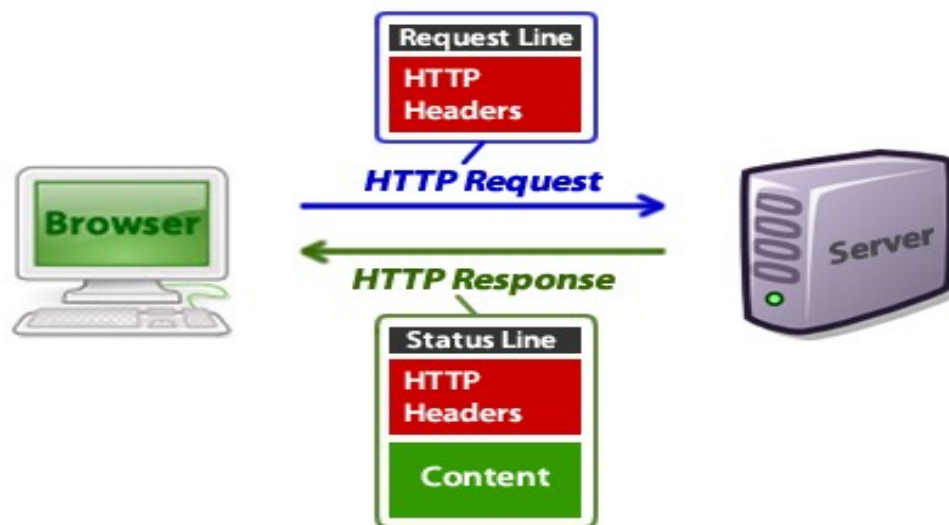 Request Line
HTTP
Headers
HTTP Request
Browser
Server
HTTP Response
Status Line
HTTP
Headers
Content